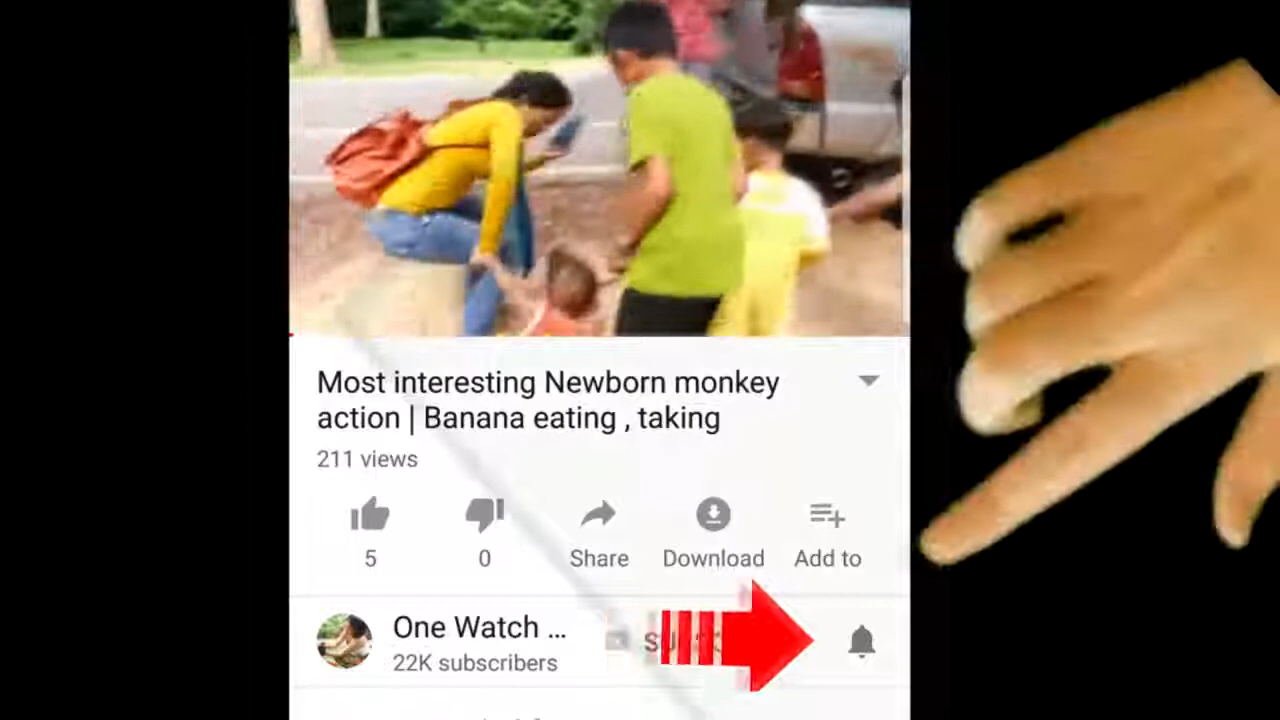 Most interesting Newborn monkey
action | Banana eating , taking
211 views
5 0 Share Download Add to
One Watch ...
22K subscribers